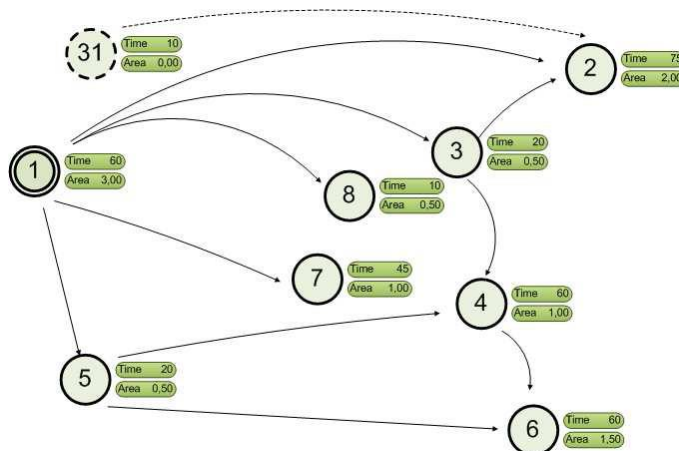 31
Time 10
Area 0,00
2
Time 75
Area 2,00
3
Time 20
Area 0,50
1
Time 60
Area 3,00
8
Time 10
Area 0,50
7
Time 45
Area 1,00
4
Time 60
Area 1,00
5
Time 20
Area 0,50
6
Time 60
Area 1,50